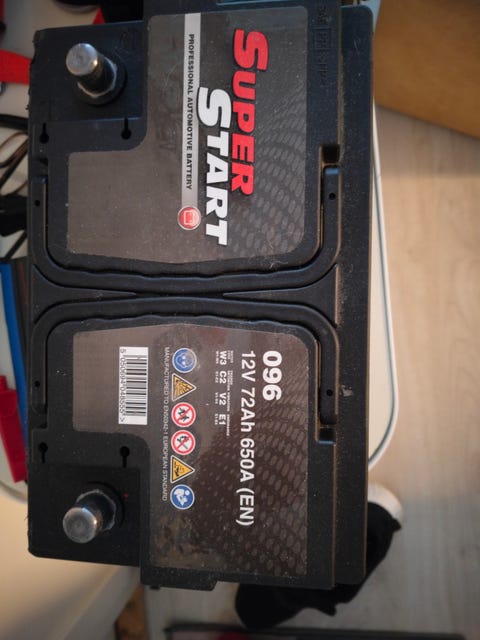 SUPER
START
PROFESSIONAL AUTOMOTIVE BATTERY
096
12V 72Ah 650A (EN)
W3 C2 V2 E1
MANUFACTURED TO EN50342-1 EUROPEAN STANDARD